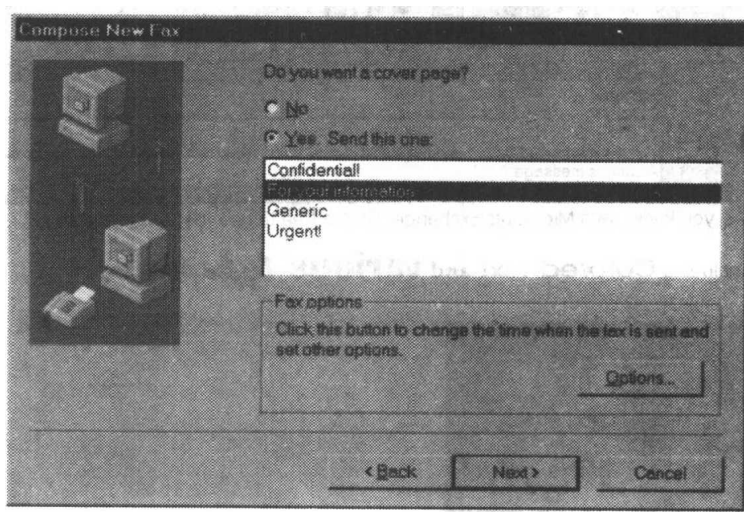 Compose New Fax
Do you want a cover page?
No
Yes. Send this one:
Confidential!
For your information
Generic
Urgent!
Fax options
Click this button to change the time when the fax is sent and
set other options.
Options...
< Back
Next >
Cancel